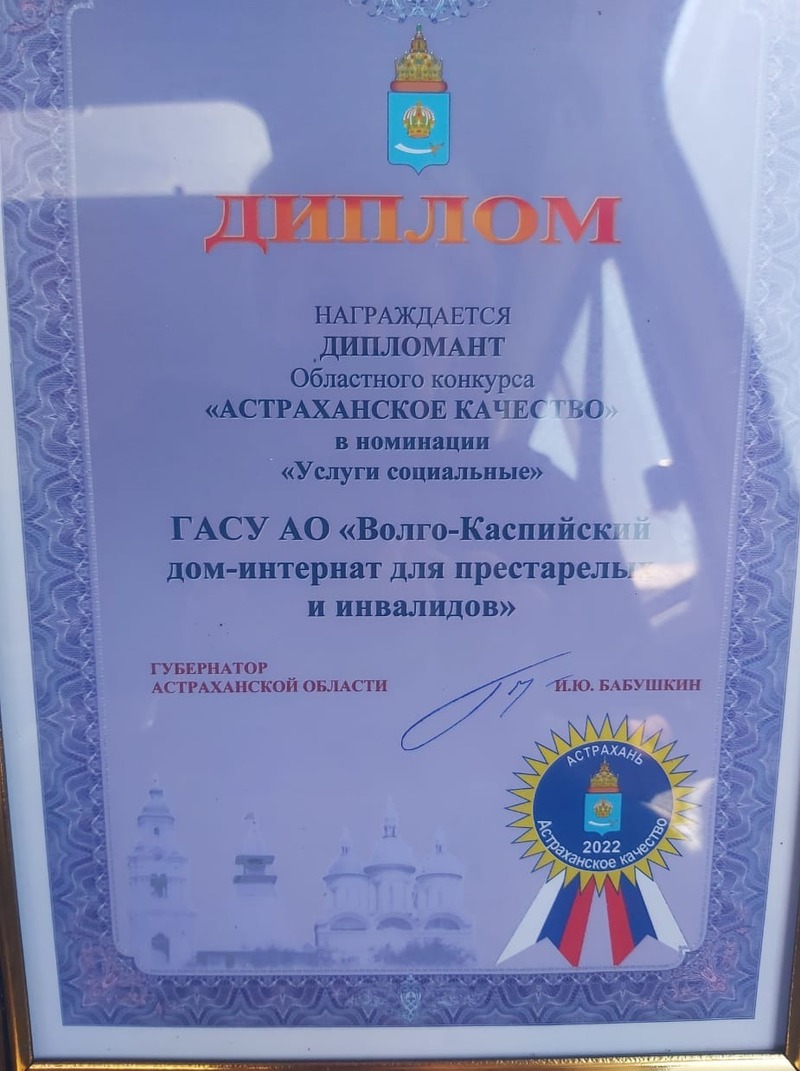 ДИПЛОМ
НАГРАЖДАЕТСЯ
ДИПЛОМАНТ
Областного конкурса
«АСТРАХАНСКОЕ КАЧЕСТВО»
в номинации
«Услуги социальные»
ГАСУ АО «Волго-Каспийский
дом-интернат для престарелых
и инвалидов»
ГУБЕРНАТОР
АСТРАХАНСКОЙ ОБЛАСТИ
И.Ю. БАБУШКИН
АСТРАХАНЬ
2022
Астраханское качество